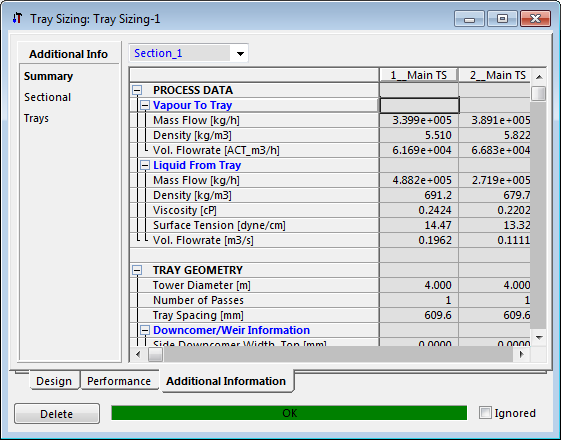 Tray Sizing: Tray Sizing-1
Additional Info
Summary
Sectional
Trays
Section_1
1__Main TS 2__Main TS
PROCESS DATA
Vapour To Tray
Mass Flow [kg/h] 3.399e+005 3.891e+005
Density [kg/m3] 5.510 5.822
Vol. Flowrate [ACT_m3/h] 6.169e+004 6.683e+004
Liquid From Tray
Mass Flow [kg/h] 4.882e+005 2.719e+005
Density [kg/m3] 691.2 679.7
Viscosity [cP] 0.2424 0.2202
Surface Tension [dyne/cm] 14.47 13.32
Vol. Flowrate [m3/s] 0.1962 0.1111
TRAY GEOMETRY
Tower Diameter [m] 4.000 4.000
Number of Passes 1 1
Tray Spacing [mm] 609.6 609.6
Downcomer/Weir Information
Side Downcomer Width, Top [mm] 0.0000 0.0000
Design Performance Additional Information
Delete OK Ignored